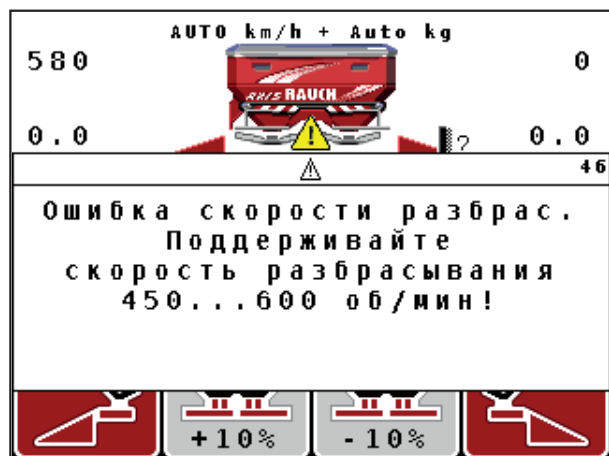 AUTO km/h + Auto kg
580 0
AXIS RAUCH
0.0 ? 0.0
46
Ошибка скорости разбрас.
Поддерживайте
скорость разбрасывания
450...600 об/мин!
+10% -10%